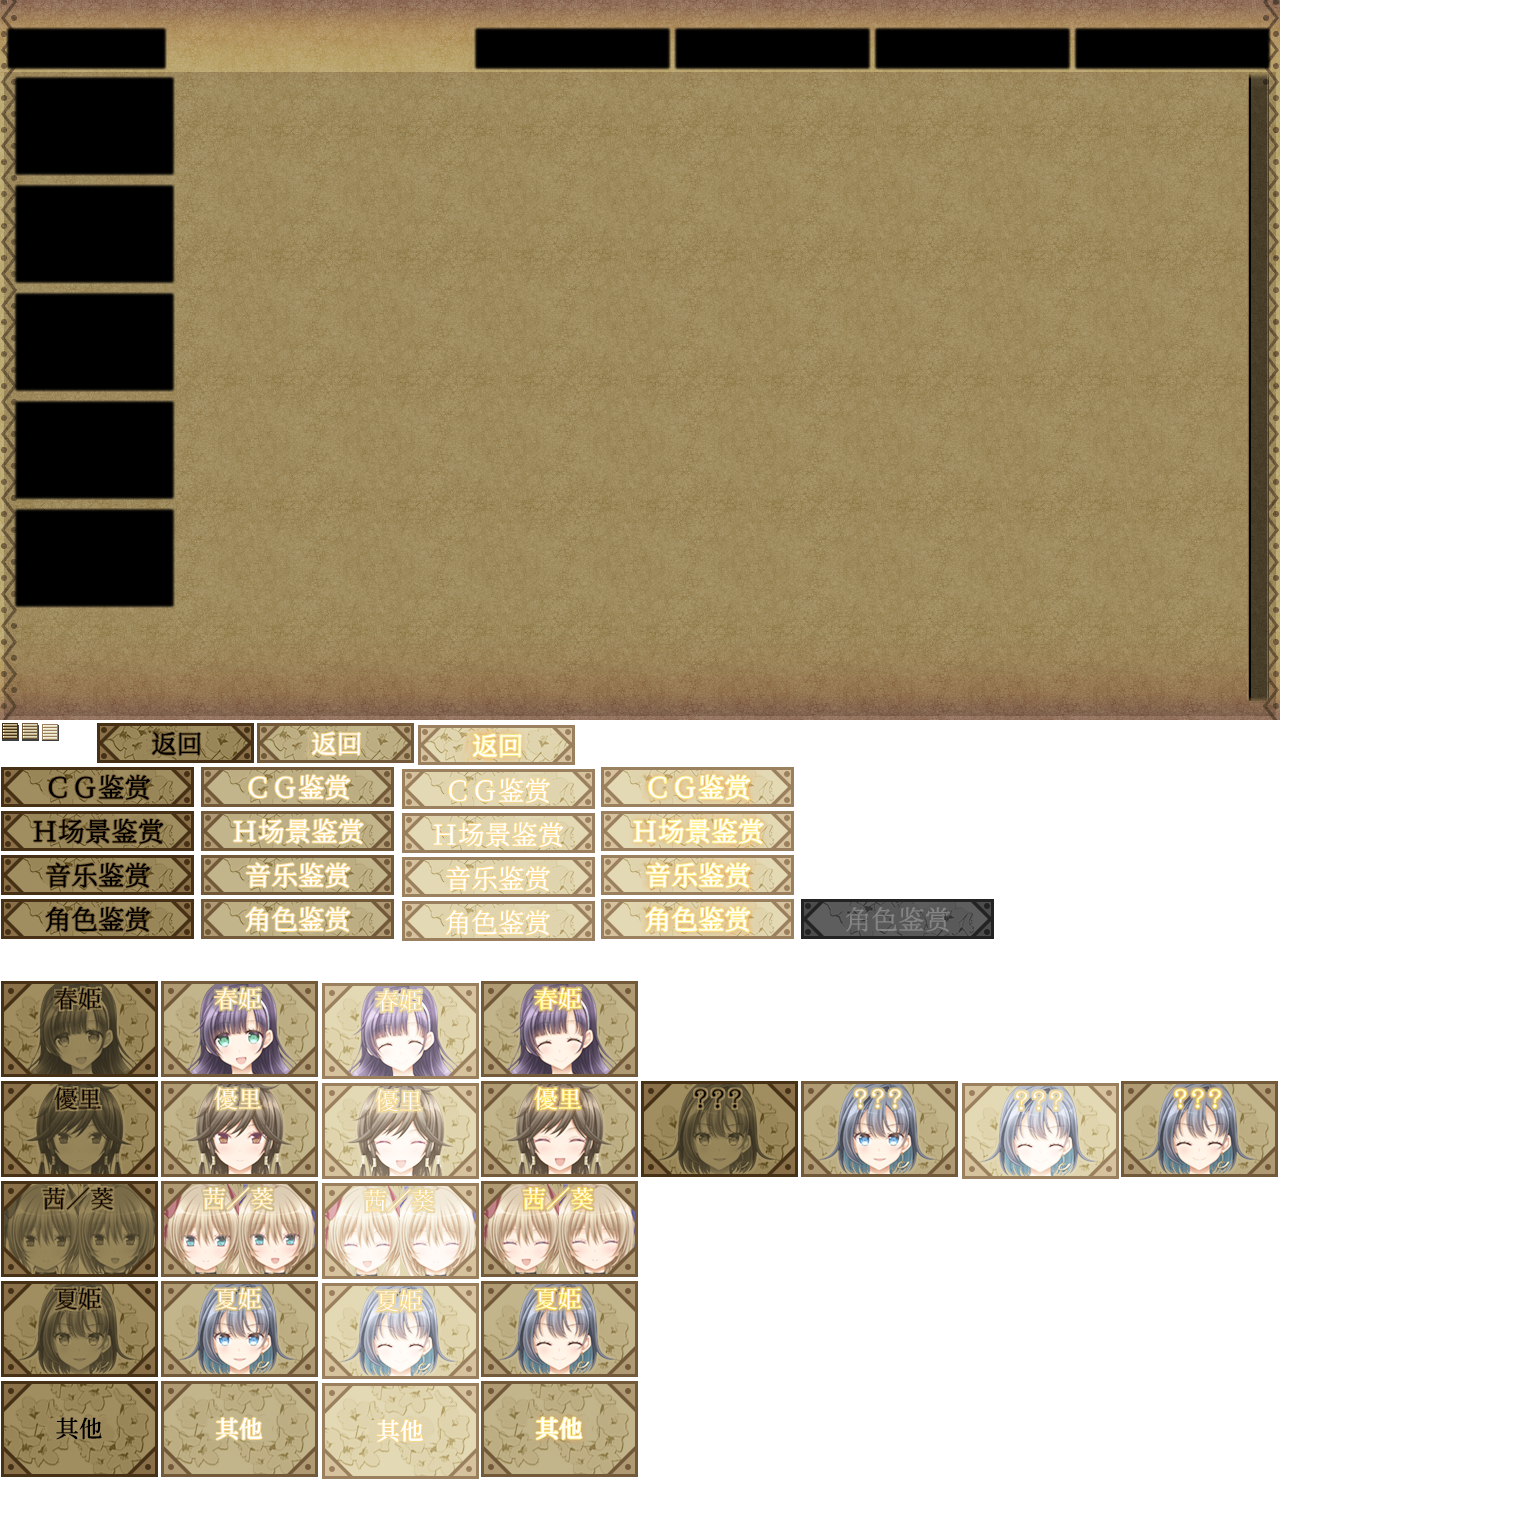 返回 返回 返回
ＣＧ鉴赏 ＣＧ鉴赏 ＣＧ鉴赏 ＣＧ鉴赏
H场景鉴赏 H场景鉴赏 H场景鉴赏 H场景鉴赏
音乐鉴赏 音乐鉴赏 音乐鉴赏 音乐鉴赏
角色鉴赏 角色鉴赏 角色鉴赏 角色鉴赏 角色鉴赏
春姫 春姫 春姫 春姫
優里 優里 優里 優里 ？？？ ？？？ ？？？ ？？？
茜／葵 茜／葵 茜／葵 茜／葵
夏姫 夏姫 夏姫 夏姫
其他 其他 其他 其他